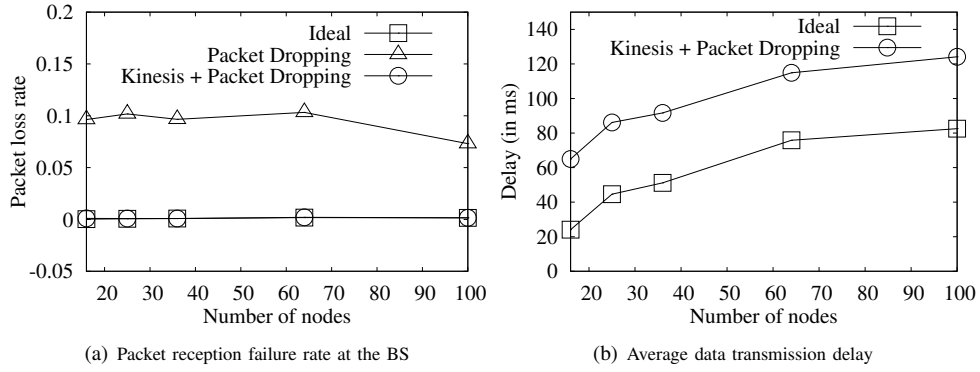 0.2
0.15
0.1
0.05
0
-0.05
Packet loss rate
Ideal
Packet Dropping
Kinesis + Packet Dropping
20 30 40 50 60 70 80 90 100
Number of nodes
(a) Packet reception failure rate at the BS
140
120
100
80
60
40
20
0
Delay (in ms)
Ideal
Kinesis + Packet Dropping
20 30 40 50 60 70 80 90 100
Number of nodes
(b) Average data transmission delay